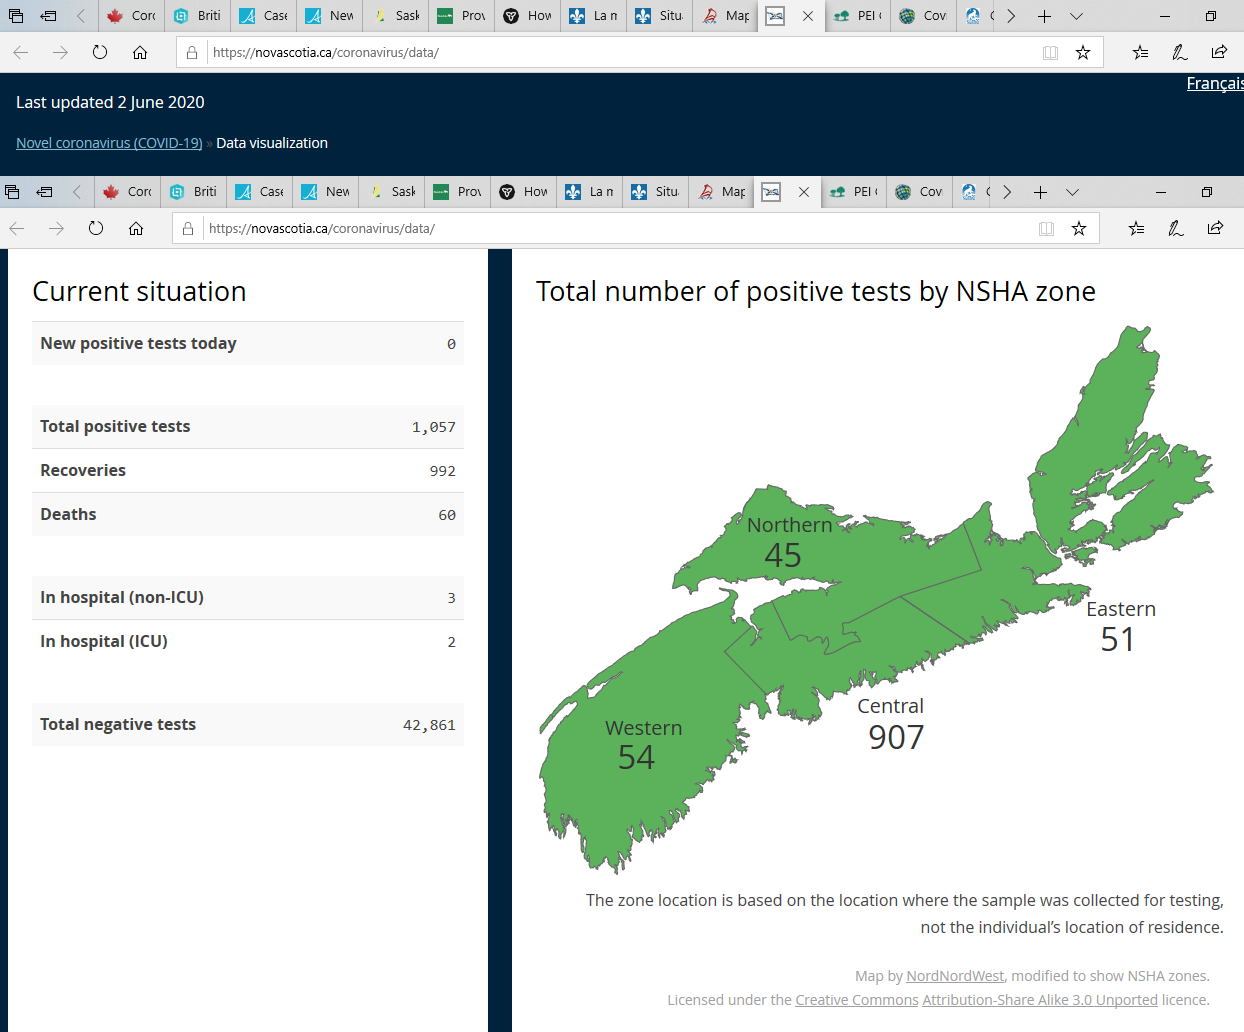 Corc
Briti
Case
New
Sask
Prov
How
La n
Situ
Map
PEI
Cov
https://novascotia.ca/coronavirus/data/
Français
Last updated 2 June 2020
Novel coronavirus (COVID-19) » Data visualization
Corc
Briti
Case
New
Sask
Prov
How
La n
Situ
Map
PEI
Cov
https://novascotia.ca/coronavirus/data/
Current situation
New positive tests today 0
Total positive tests 1,057
Recoveries 992
Deaths 60
In hospital (non-ICU) 3
In hospital (ICU) 2
Total negative tests 42,861
Total number of positive tests by NSHA zone
Northern
45
Eastern
51
Central
907
Western
54
The zone location is based on the location where the sample was collected for testing,
not the individual’s location of residence.
Map by NordNordWest, modified to show NSHA zones.
Licensed under the Creative Commons Attribution-Share Alike 3.0 Unported licence.